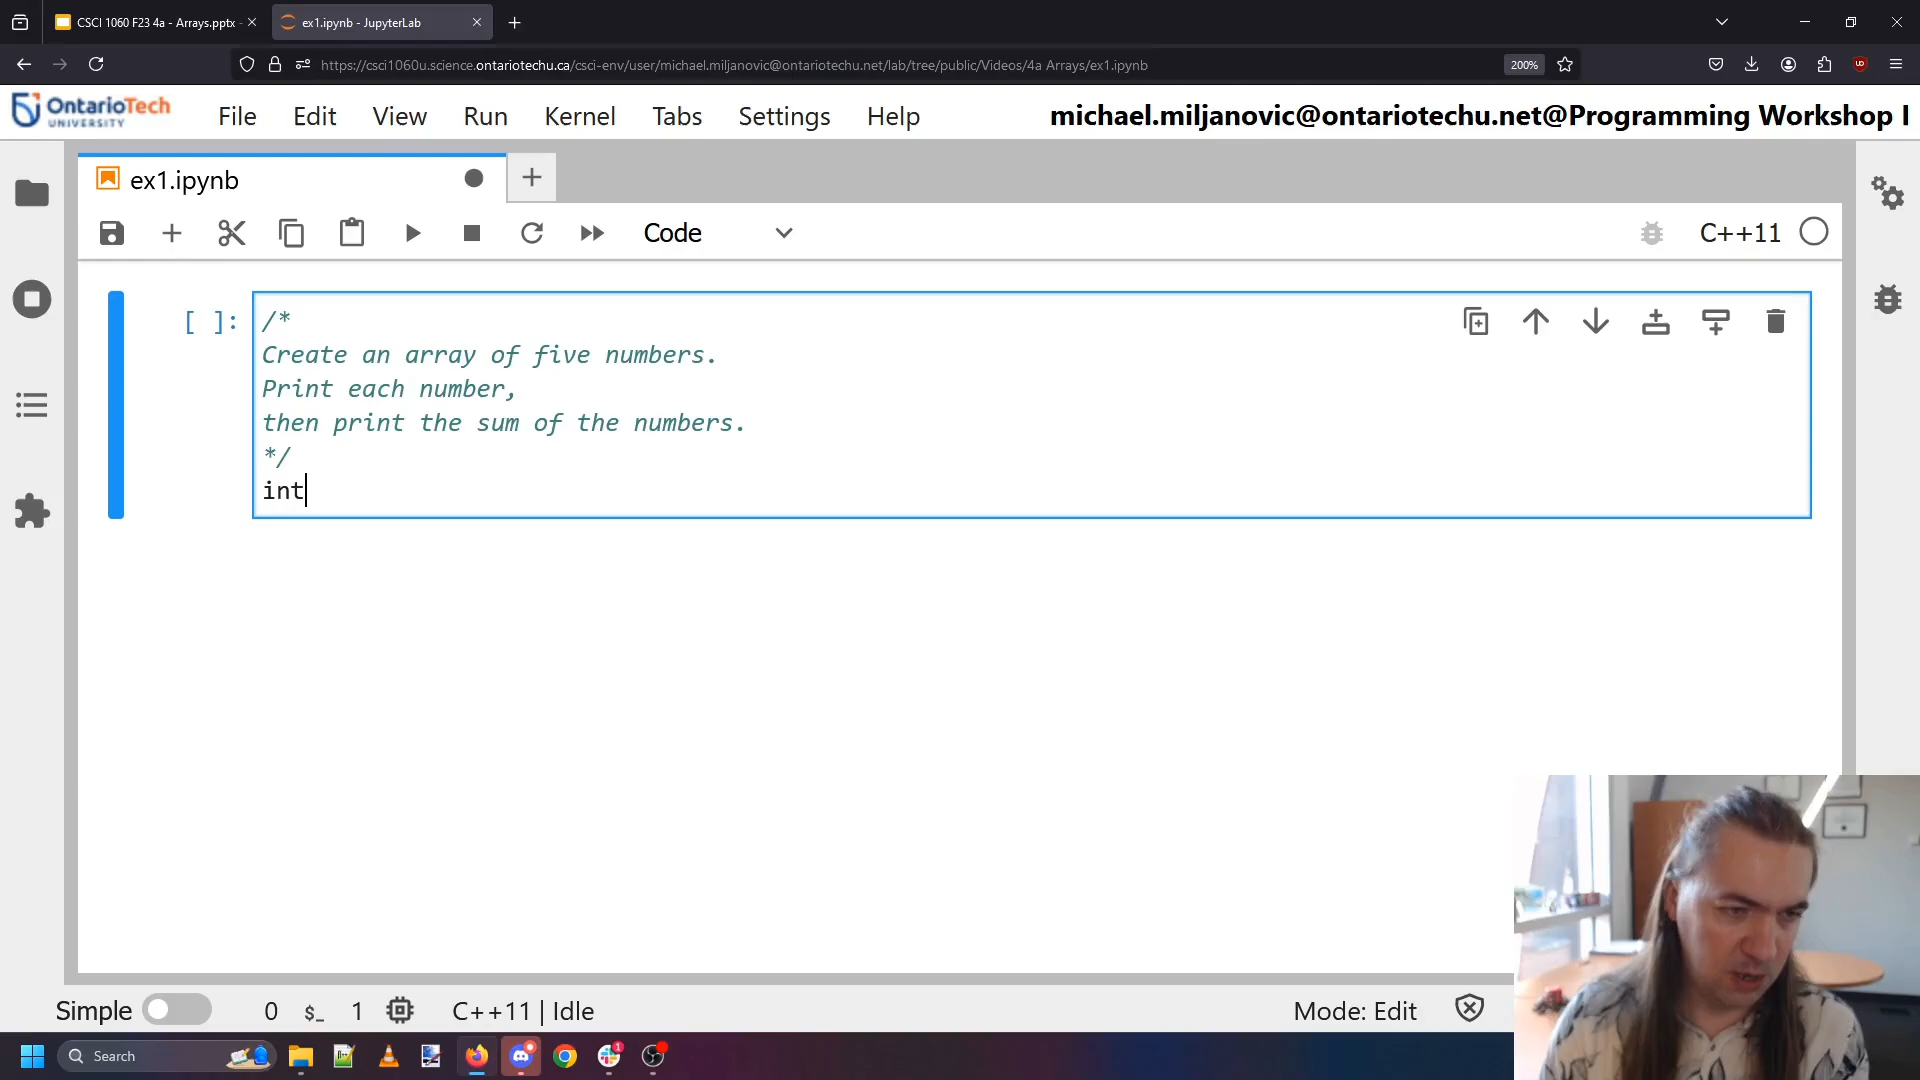 CSCI 1060 F23 4a - Arrays.pptx -
ex1.ipynb - JupyterLab
https://csci1060u.science.ontariotechu.ca/csci-env/user/michael.miljanovic@ontariotechu.net/lab/tree/public/Videos/4a Arrays/ex1.ipynb
200%
OntarioTech
UNIVERSITY
File Edit View Run Kernel Tabs Settings Help
michael.miljanovic@ontariotechu.net@Programming Workshop I
ex1.ipynb
Code
C++11
[ ]:
/*
Create an array of five numbers.
Print each number,
then print the sum of the numbers.
*/
int
Simple 0 $_ 1 C++11 | Idle Mode: Edit
Search
1